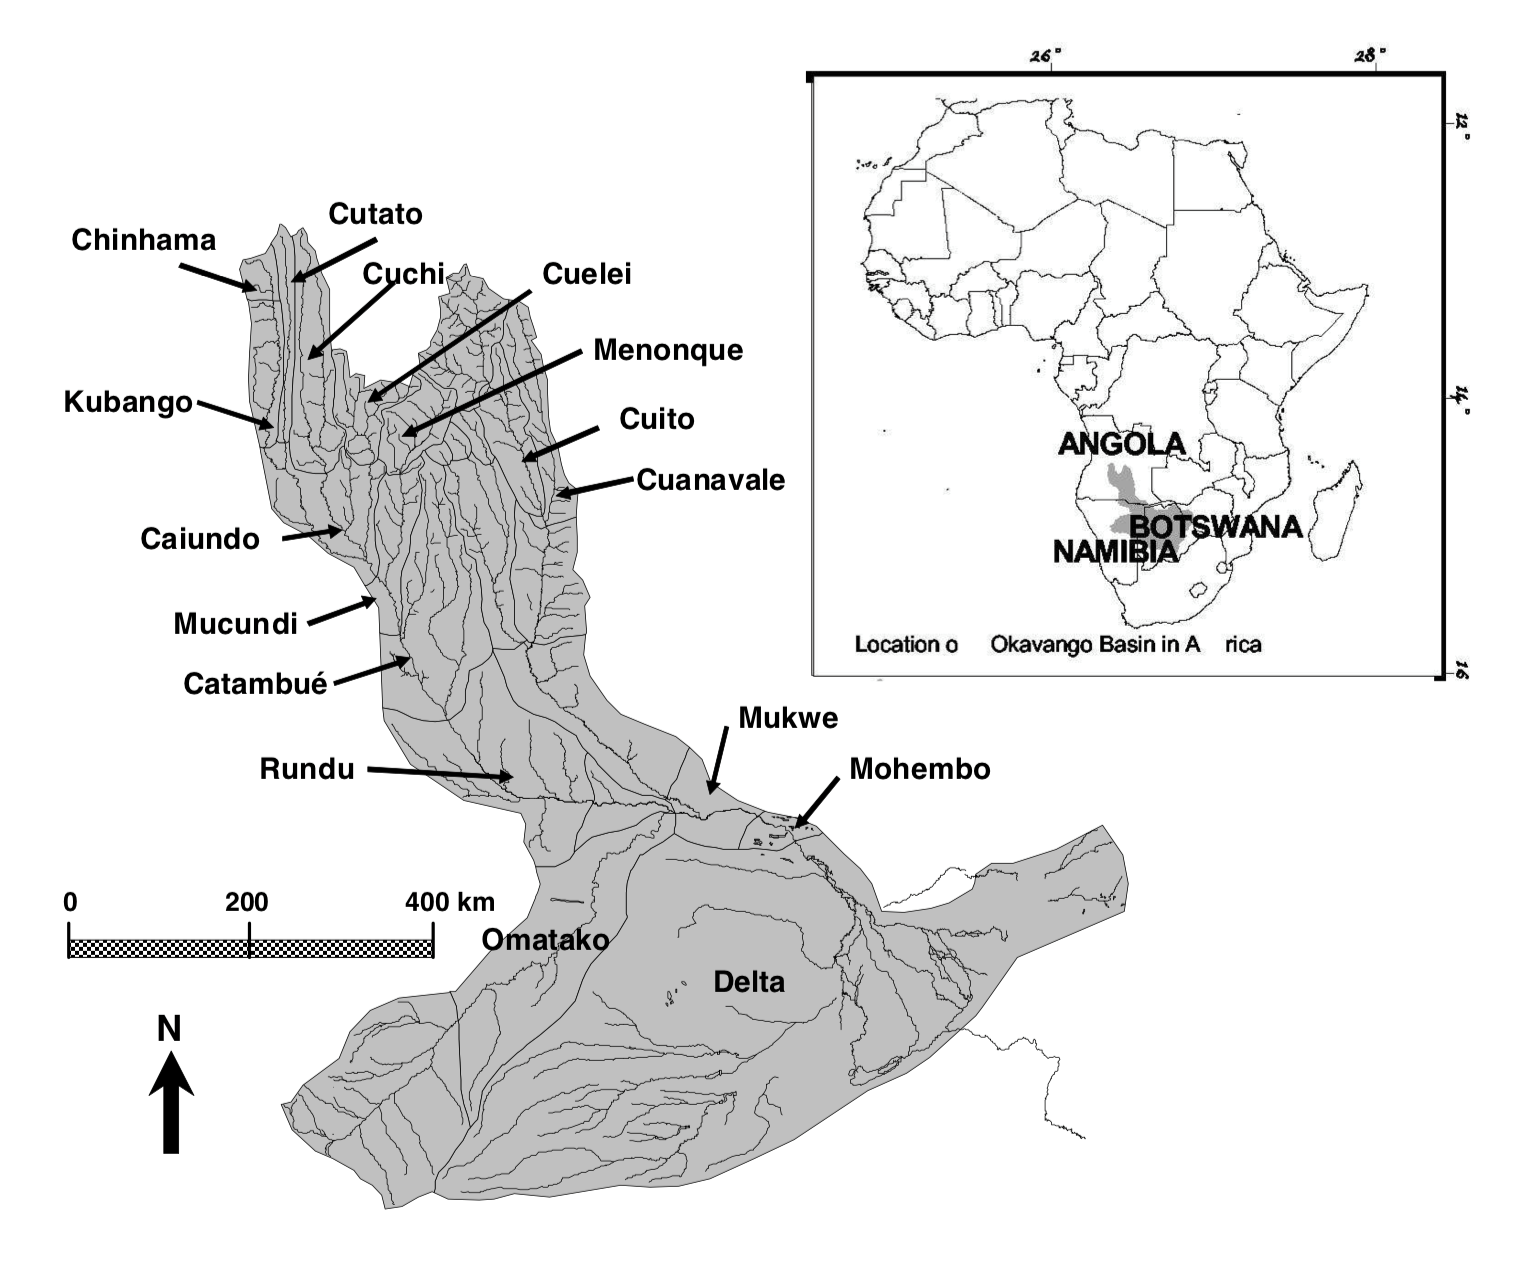 26°
28°
12°
14°
16°
Cutato
Chinhama
Cuchi
Cuelei
Menonque
Kubango
Cuito
Cuanavale
Caiundo
Mucundi
Catambué
Rundu
Mukwe
Mohembo
ANGOLA
BOTSWANA
NAMIBIA
Location o Okavango Basin in A rica
0 200 400 km
Omatako
Delta
N